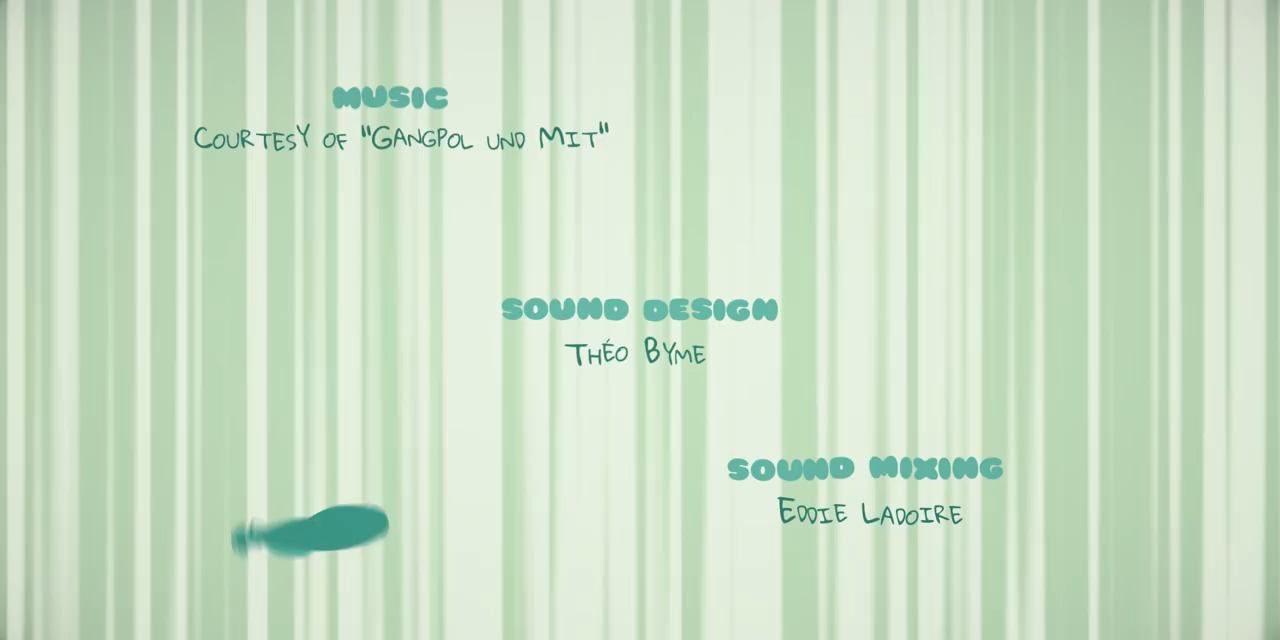 MUSIC
COURTESY OF "GANGPOL UND MIT"
SOUND DESIGN
THÉO BYME
SOUND MIXING
EDDIE LADOIRE